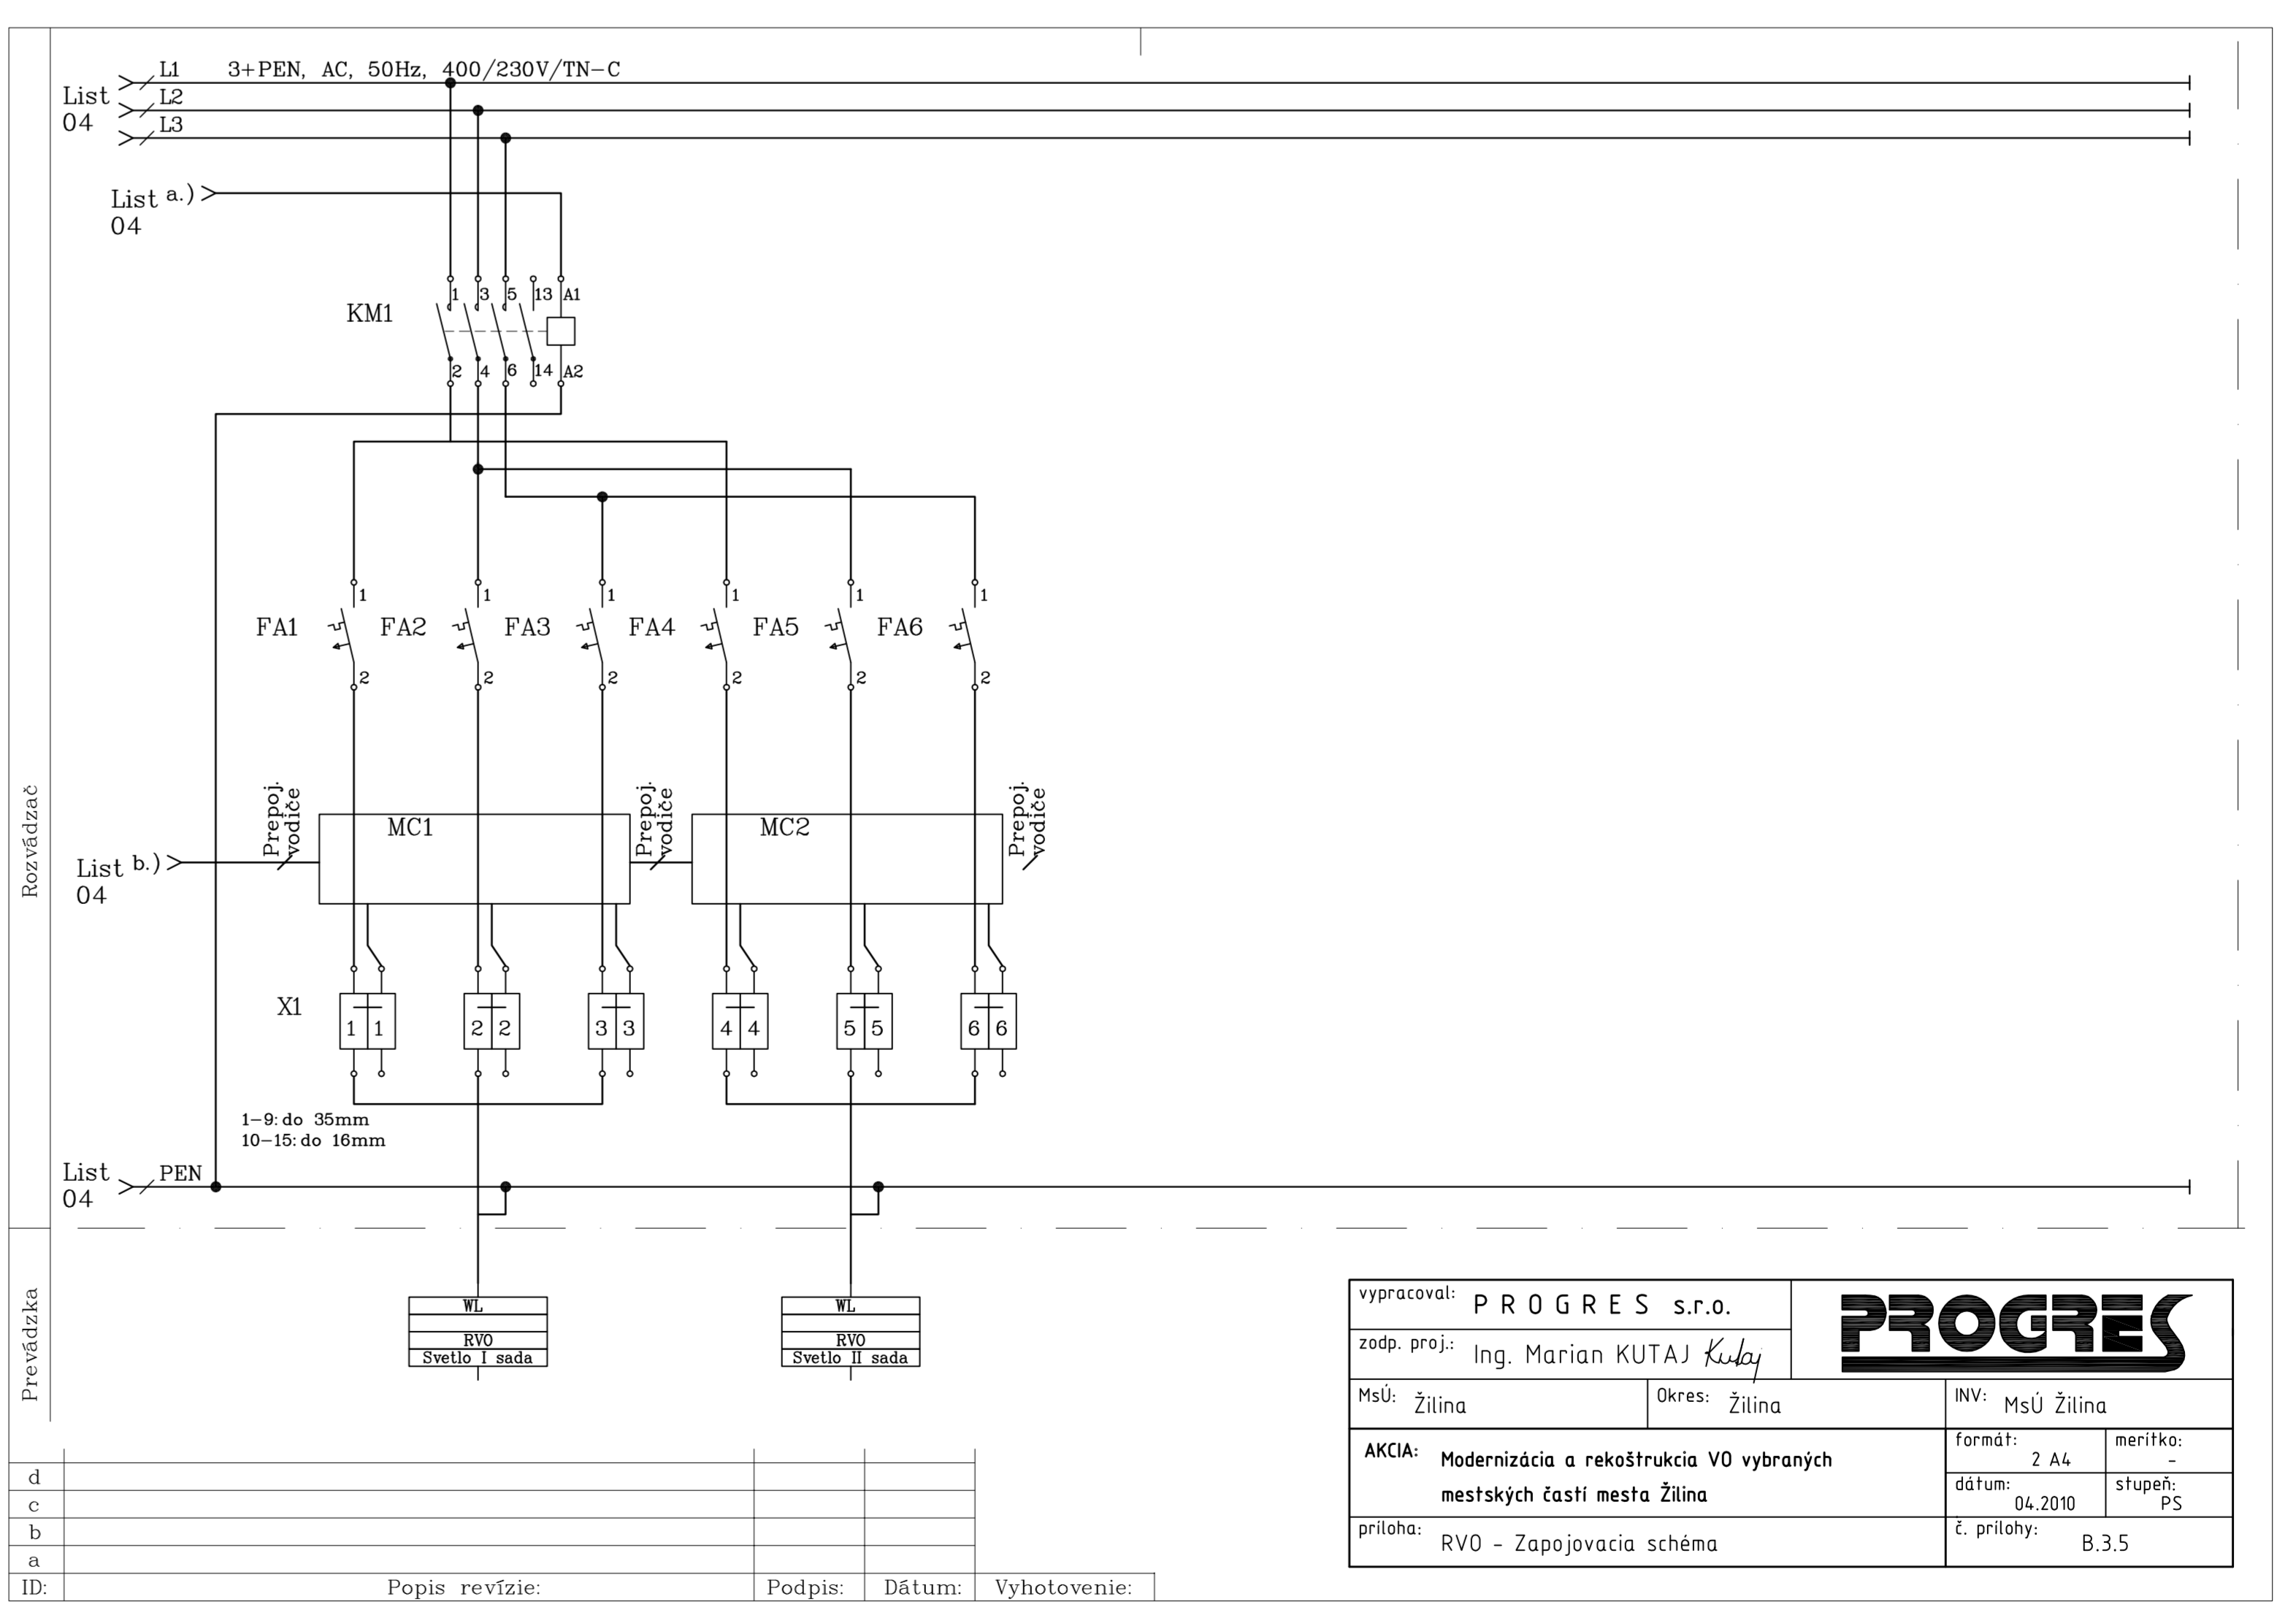 L1 3+PEN, AC, 50Hz, 400/230V/TN-C
List
04
L2
L3
List a.)
04
KM1
1 3 5 13 A1
2 4 6 14 A2
1 1 1 1 1 1
FA1 FA2 FA3 FA4 FA5 FA6
2 2 2 2 2 2
Prepoj.
vodiče
Prepoj.
vodiče
Prepoj.
vodiče
MC1 MC2
List b.)
04
X1
1 1 2 2 3 3 4 4 5 5 6 6
1-9: do 35mm
10-15: do 16mm
List
04
PEN
Rozvádzač
Prevádzka
WL
RVO
Svetlo I sada
WL
RVO
Svetlo II sada
vypracoval: PROGRES s.r.o.
PROGRES
zodp. proj.: Ing. Marian KUTAJ Kutaj
MsÚ: Žilina
Okres: Žilina
INV: MsÚ Žilina
AKCIA: Modernizácia a rekoštrukcia VO vybraných
mestských častí mesta Žilina
formát: 2 A4
merítko: -
dátum: 04.2010
stupeň: PS
príloha: RVO - Zapojovacia schéma
č. prílohy: B.3.5
d
c
b
a
ID: Popis revízie: Podpis: Dátum: Vyhotovenie: